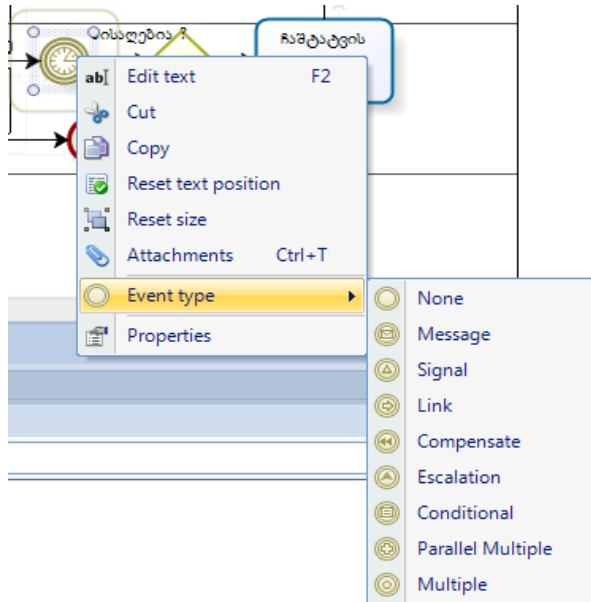 ისაღებია ?
ჩაშტატვის
Edit text F2
Cut
Copy
Reset text position
Reset size
Attachments Ctrl+T
Event type
Properties
None
Message
Signal
Link
Compensate
Escalation
Conditional
Parallel Multiple
Multiple